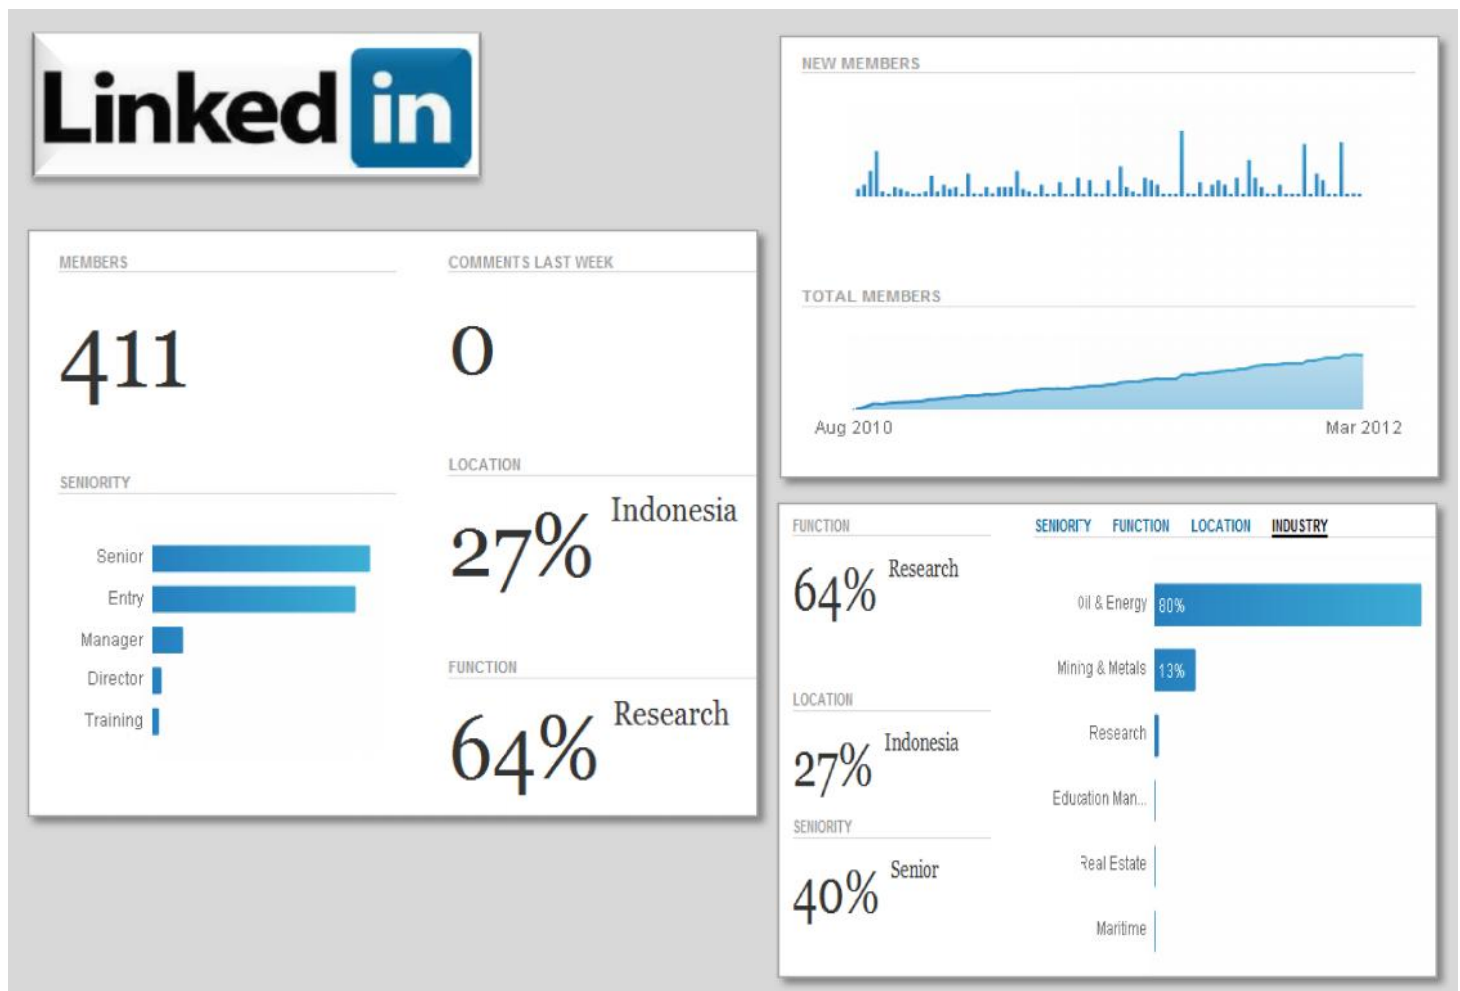 Linked in
MEMBERS
411
COMMENTS LAST WEEK
0
SENIORITY
Senior
Entry
Manager
Director
Training
LOCATION
27% Indonesia
FUNCTION
64% Research
NEW MEMBERS
TOTAL MEMBERS
Aug 2010 Mar 2012
FUNCTION
64% Research
LOCATION
27% Indonesia
SENIORITY
40% Senior
SENIORITY FUNCTION LOCATION INDUSTRY
Oil & Energy 80%
Mining & Metals 13%
Research
Education Man...
Real Estate
Maritime